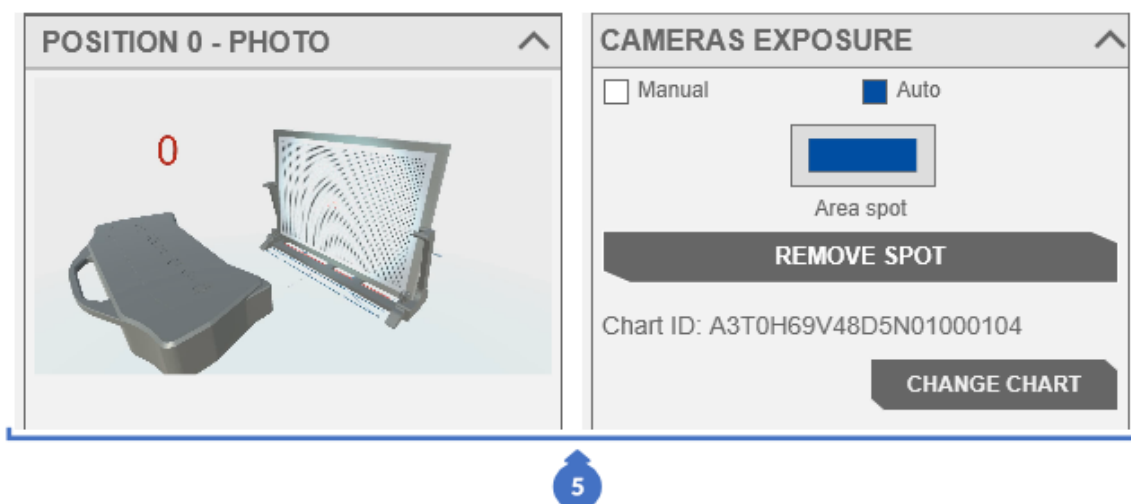 POSITION 0 - PHOTO
0
CAMERAS EXPOSURE
Manual
Auto
Area spot
REMOVE SPOT
Chart ID: A3T0H69V48D5N01000104
CHANGE CHART
5